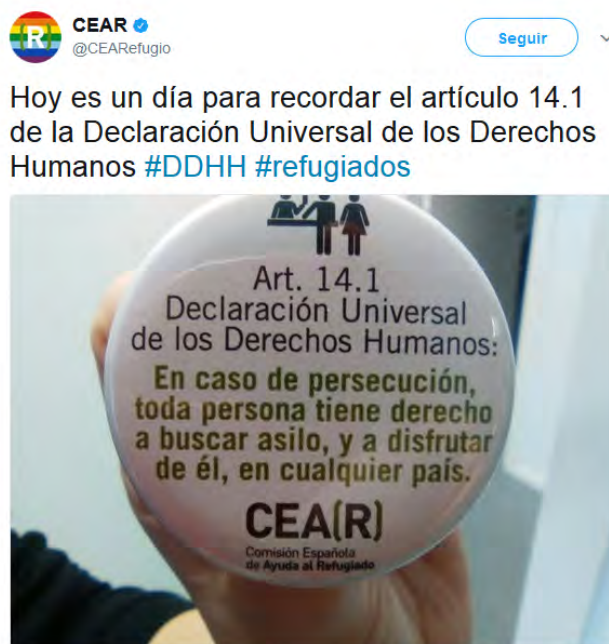 CEAR
@CEARefugio
Seguir
Hoy es un día para recordar el artículo 14.1
de la Declaración Universal de los Derechos
Humanos #DDHH #refugiados
Art. 14.1
Declaración Universal
de los Derechos Humanos:
En caso de persecución,
toda persona tiene derecho
a buscar asilo, y a disfrutar
de él, en cualquier país.
CEA(R)
Comisión Española
de Ayuda al Refugiado